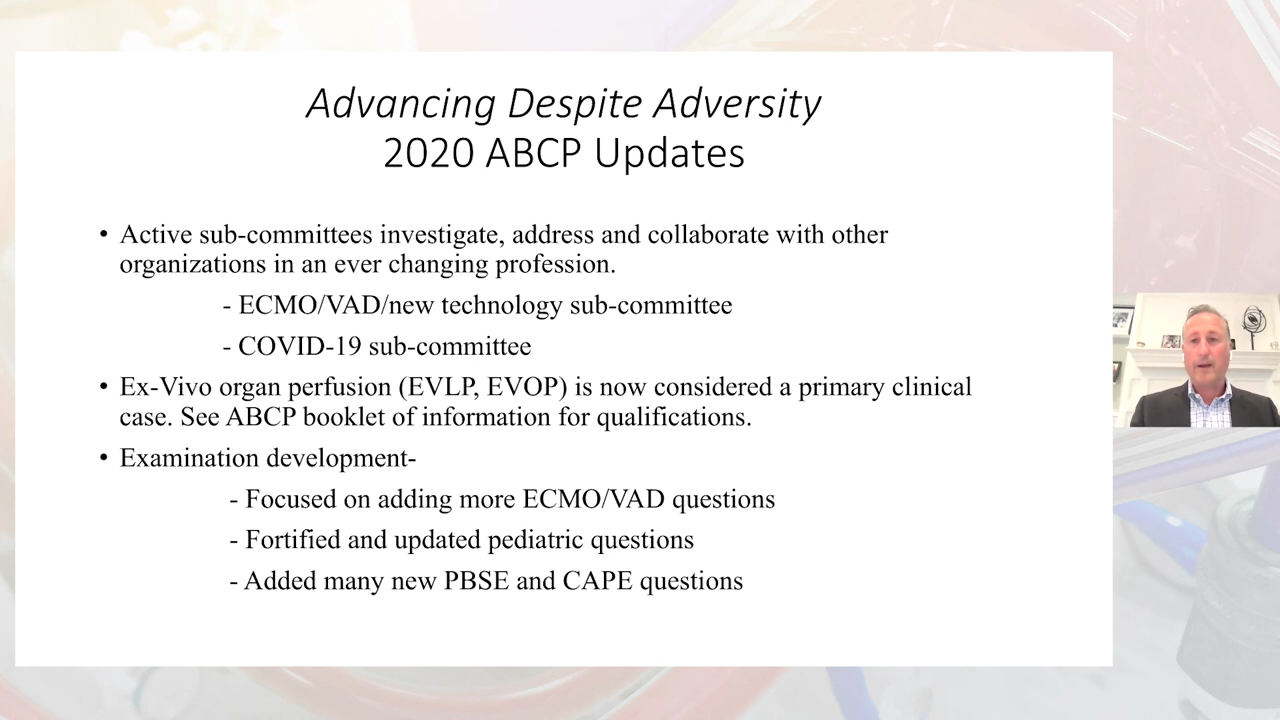 Advancing Despite Adversity
2020 ABCP Updates
• Active sub-committees investigate, address and collaborate with other
organizations in an ever changing profession.
- ECMO/VAD/new technology sub-committee
- COVID-19 sub-committee
• Ex-Vivo organ perfusion (EVLP, EVOP) is now considered a primary clinical
case. See ABCP booklet of information for qualifications.
• Examination development-
- Focused on adding more ECMO/VAD questions
- Fortified and updated pediatric questions
- Added many new PBSE and CAPE questions